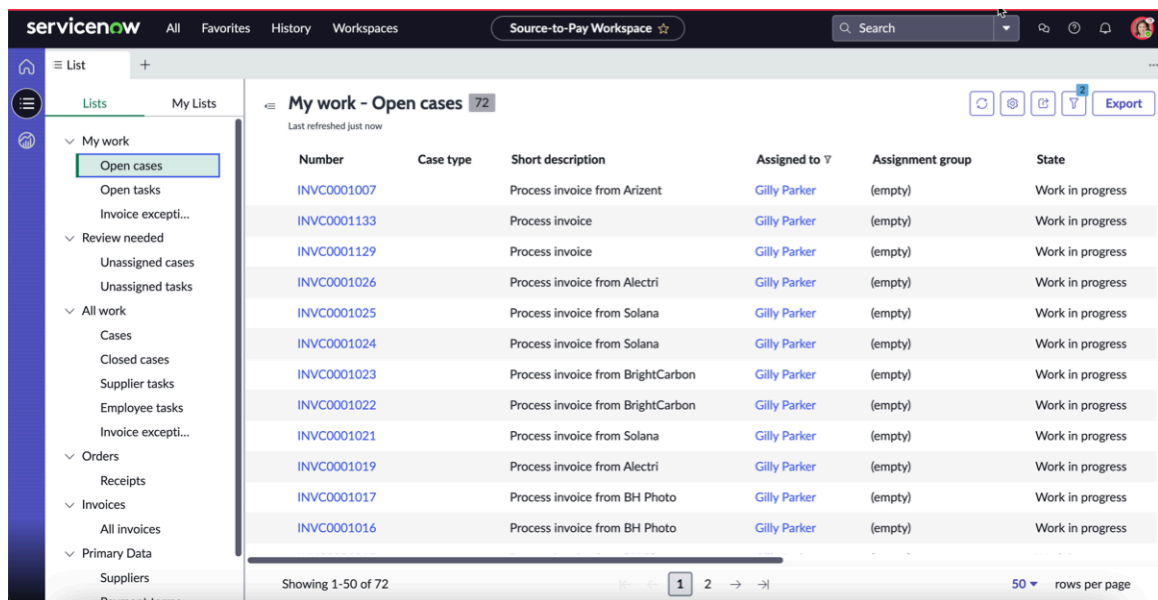 servicenow All Favorites History Workspaces Source-to-Pay Workspace Search
List
Lists My Lists
My work
Open cases
Open tasks
Invoice excepti...
Review needed
Unassigned cases
Unassigned tasks
All work
Cases
Closed cases
Supplier tasks
Employee tasks
Invoice excepti...
Orders
Receipts
Invoices
All invoices
Primary Data
Suppliers
My work - Open cases 72
Last refreshed just now
2
Export
Number Case type Short description Assigned to Assignment group State
INVC0001007 Process invoice from Arizent Gilly Parker (empty) Work in progress
INVC0001133 Process invoice Gilly Parker (empty) Work in progress
INVC0001129 Process invoice Gilly Parker (empty) Work in progress
INVC0001026 Process invoice from Alectri Gilly Parker (empty) Work in progress
INVC0001025 Process invoice from Solana Gilly Parker (empty) Work in progress
INVC0001024 Process invoice from Solana Gilly Parker (empty) Work in progress
INVC0001023 Process invoice from BrightCarbon Gilly Parker (empty) Work in progress
INVC0001022 Process invoice from BrightCarbon Gilly Parker (empty) Work in progress
INVC0001021 Process invoice from Solana Gilly Parker (empty) Work in progress
INVC0001019 Process invoice from Alectri Gilly Parker (empty) Work in progress
INVC0001017 Process invoice from BH Photo Gilly Parker (empty) Work in progress
INVC0001016 Process invoice from BH Photo Gilly Parker (empty) Work in progress
Showing 1-50 of 72 1 2 50 rows per page